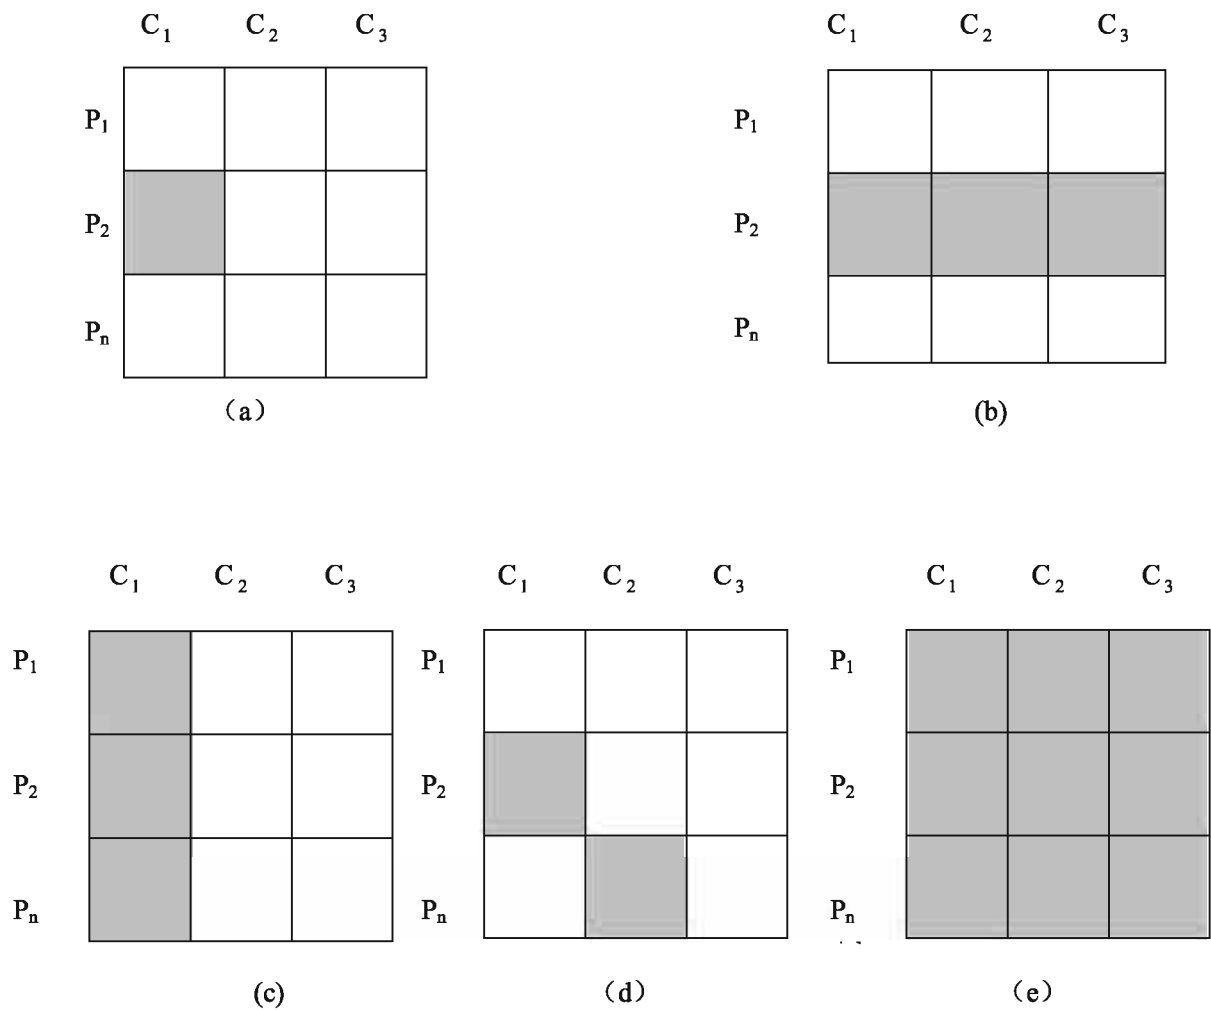 C₁ C₂ C₃ C₁ C₂ C₃
P₁ P₁
P₂ P₂
Pₙ Pₙ
（a） (b)
C₁ C₂ C₃ C₁ C₂ C₃ C₁ C₂ C₃
P₁ P₁ P₁
P₂ P₂ P₂
Pₙ Pₙ Pₙ
(c) （d） （e）